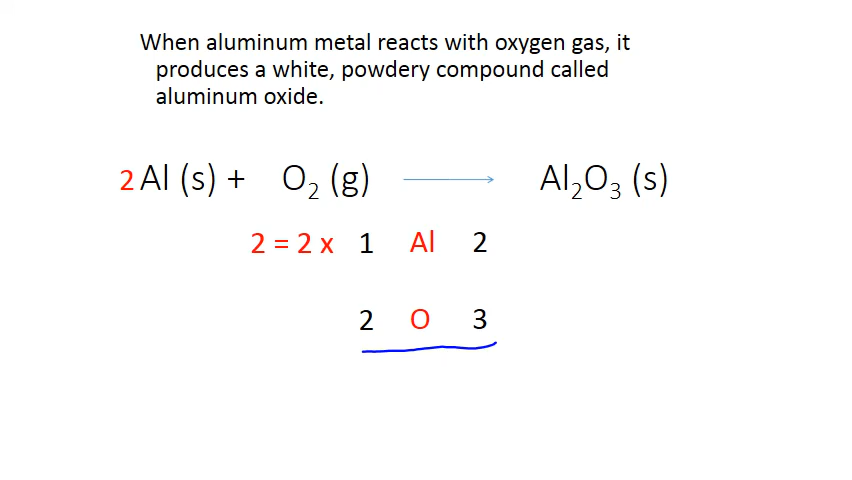 When aluminum metal reacts with oxygen gas, it
produces a white, powdery compound called
aluminum oxide.
2 Al (s) + O₂ (g) → Al₂O₃ (s)
2 = 2 x 1 Al 2
2 O 3